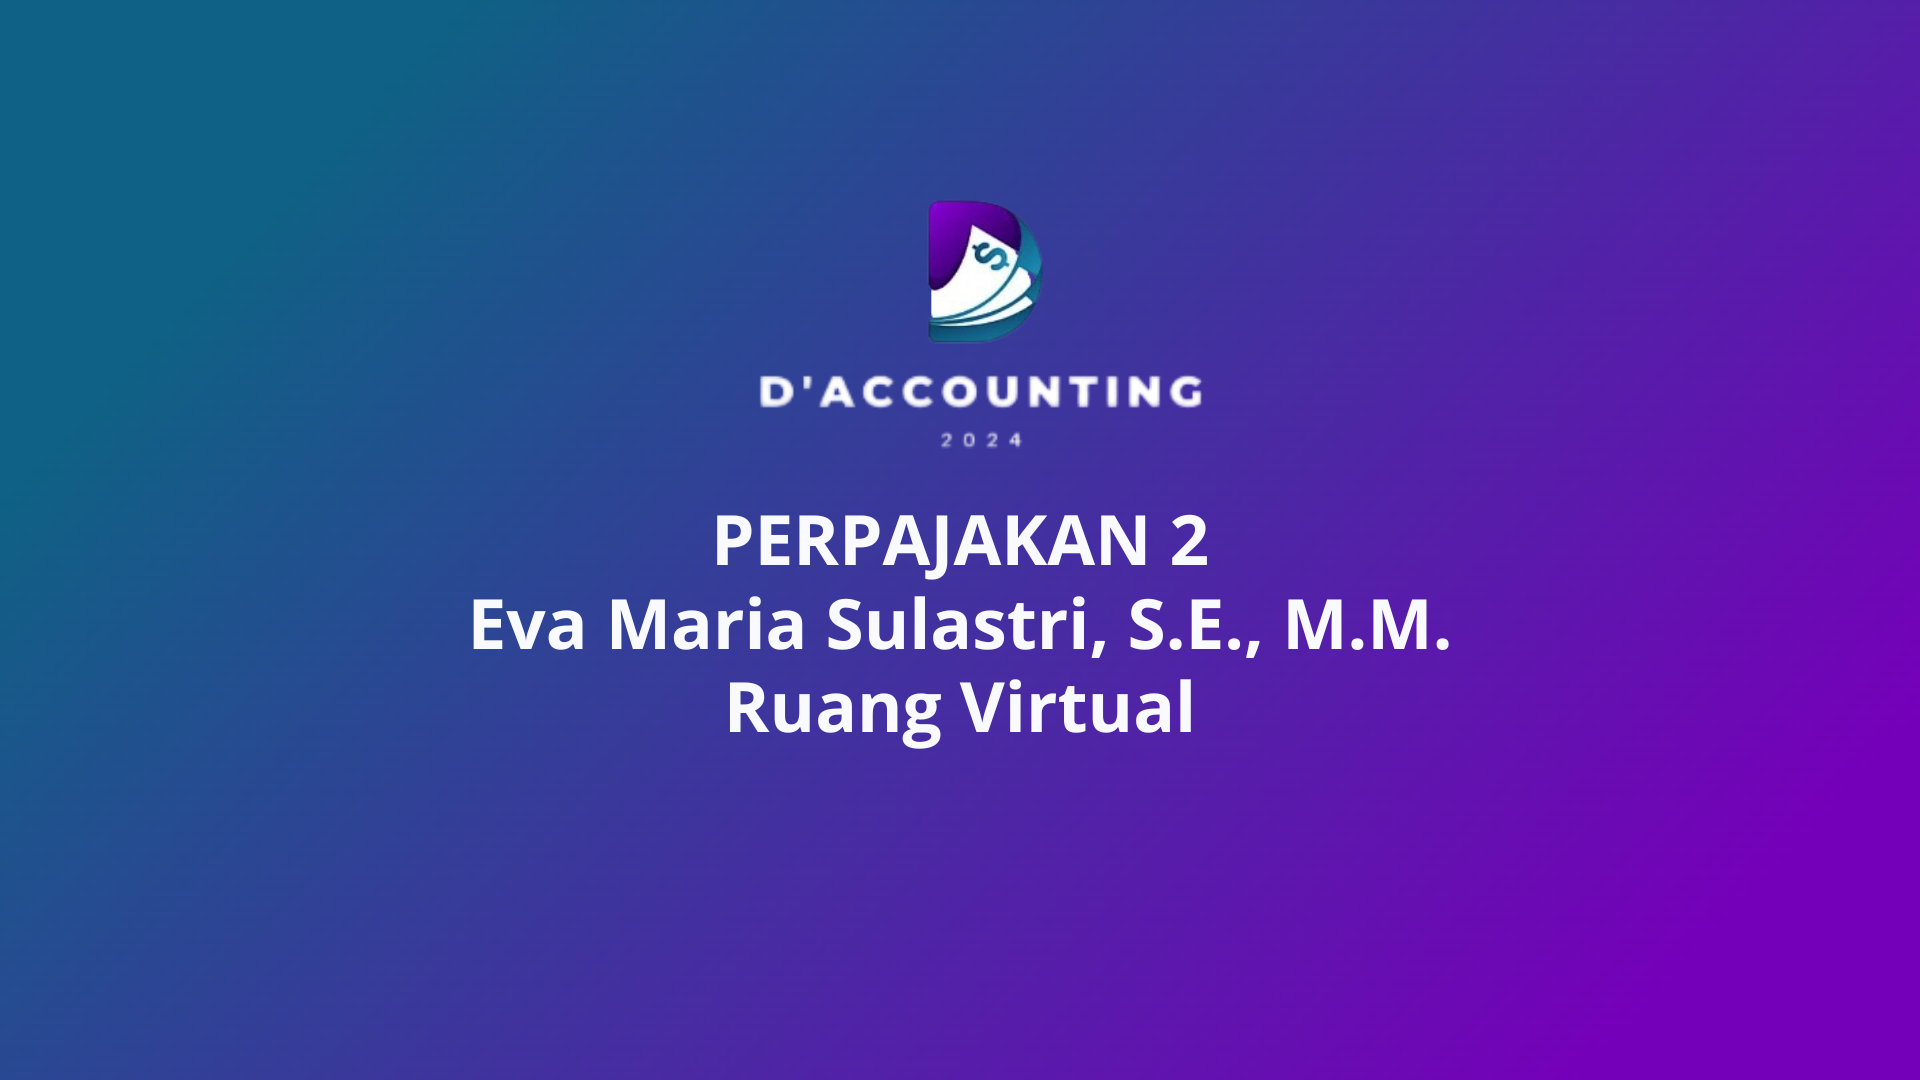 $
D'ACCOUNTING
2024
PERPAJAKAN 2
Eva Maria Sulastri, S.E., M.M.
Ruang Virtual